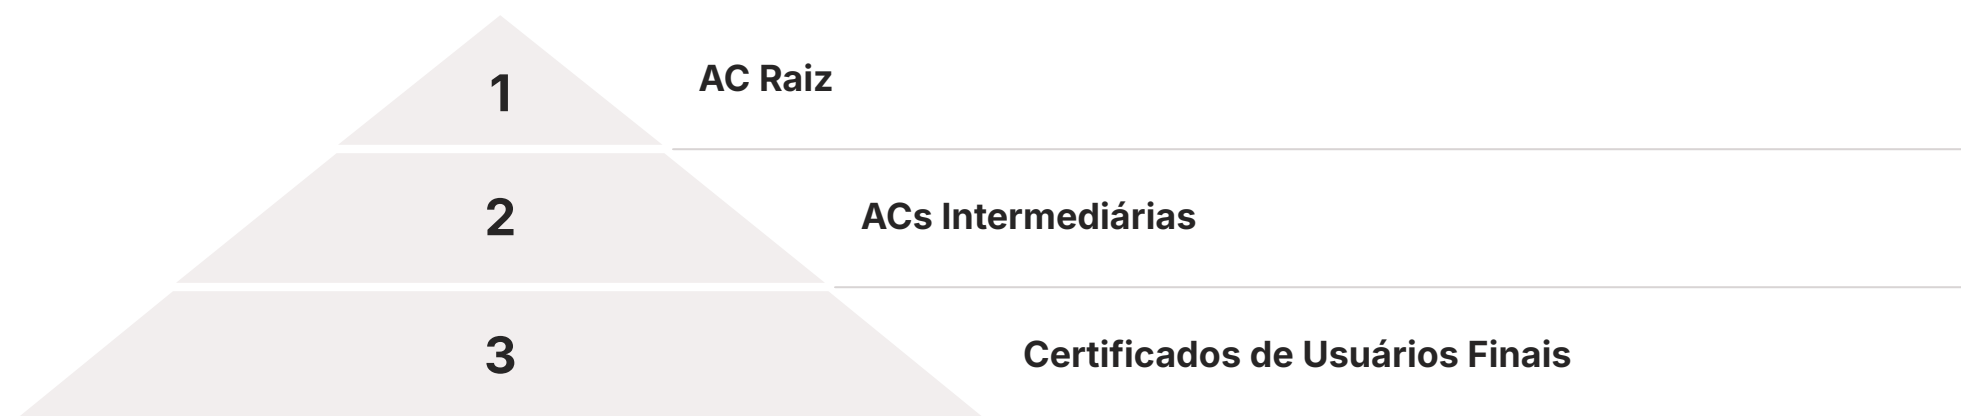 1
AC Raiz
2
ACs Intermediárias
3
Certificados de Usuários Finais